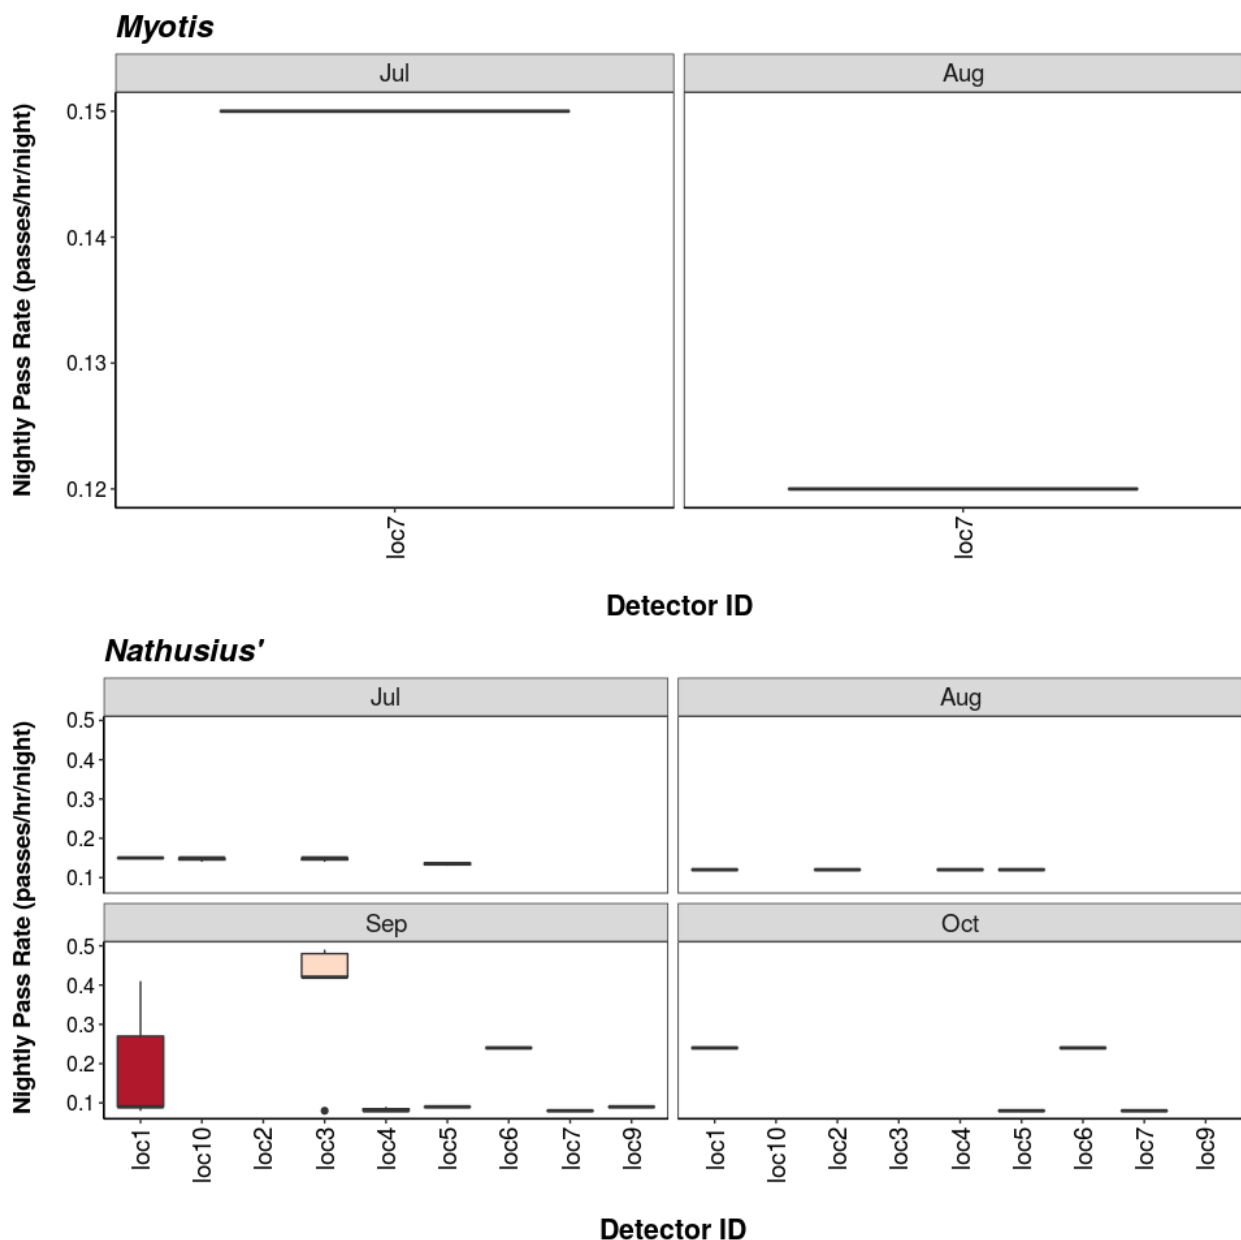 Myotis
Jul
Aug
Nightly Pass Rate (passes/hr/night)
0.15
0.14
0.13
0.12
loc7
loc7
Detector ID
Nathusius'
Jul
Aug
Nightly Pass Rate (passes/hr/night)
0.5
0.4
0.3
0.2
0.1
Sep
Oct
0.5
0.4
0.3
0.2
0.1
loc1
loc10
loc2
loc3
loc4
loc5
loc6
loc7
loc9
loc1
loc10
loc2
loc3
loc4
loc5
loc6
loc7
loc9
Detector ID